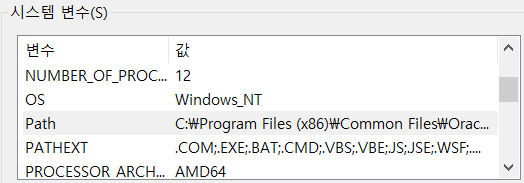 시스템 변수(S)
변수 값
NUMBER_OF_PROC... 12
OS Windows_NT
Path C:₩Program Files (x86)₩Common Files₩Orac...
PATHEXT .COM;.EXE;.BAT;.CMD;.VBS;.VBE;.JS;.JSE;.WSF;....
PROCESSOR_ARCH... AMD64